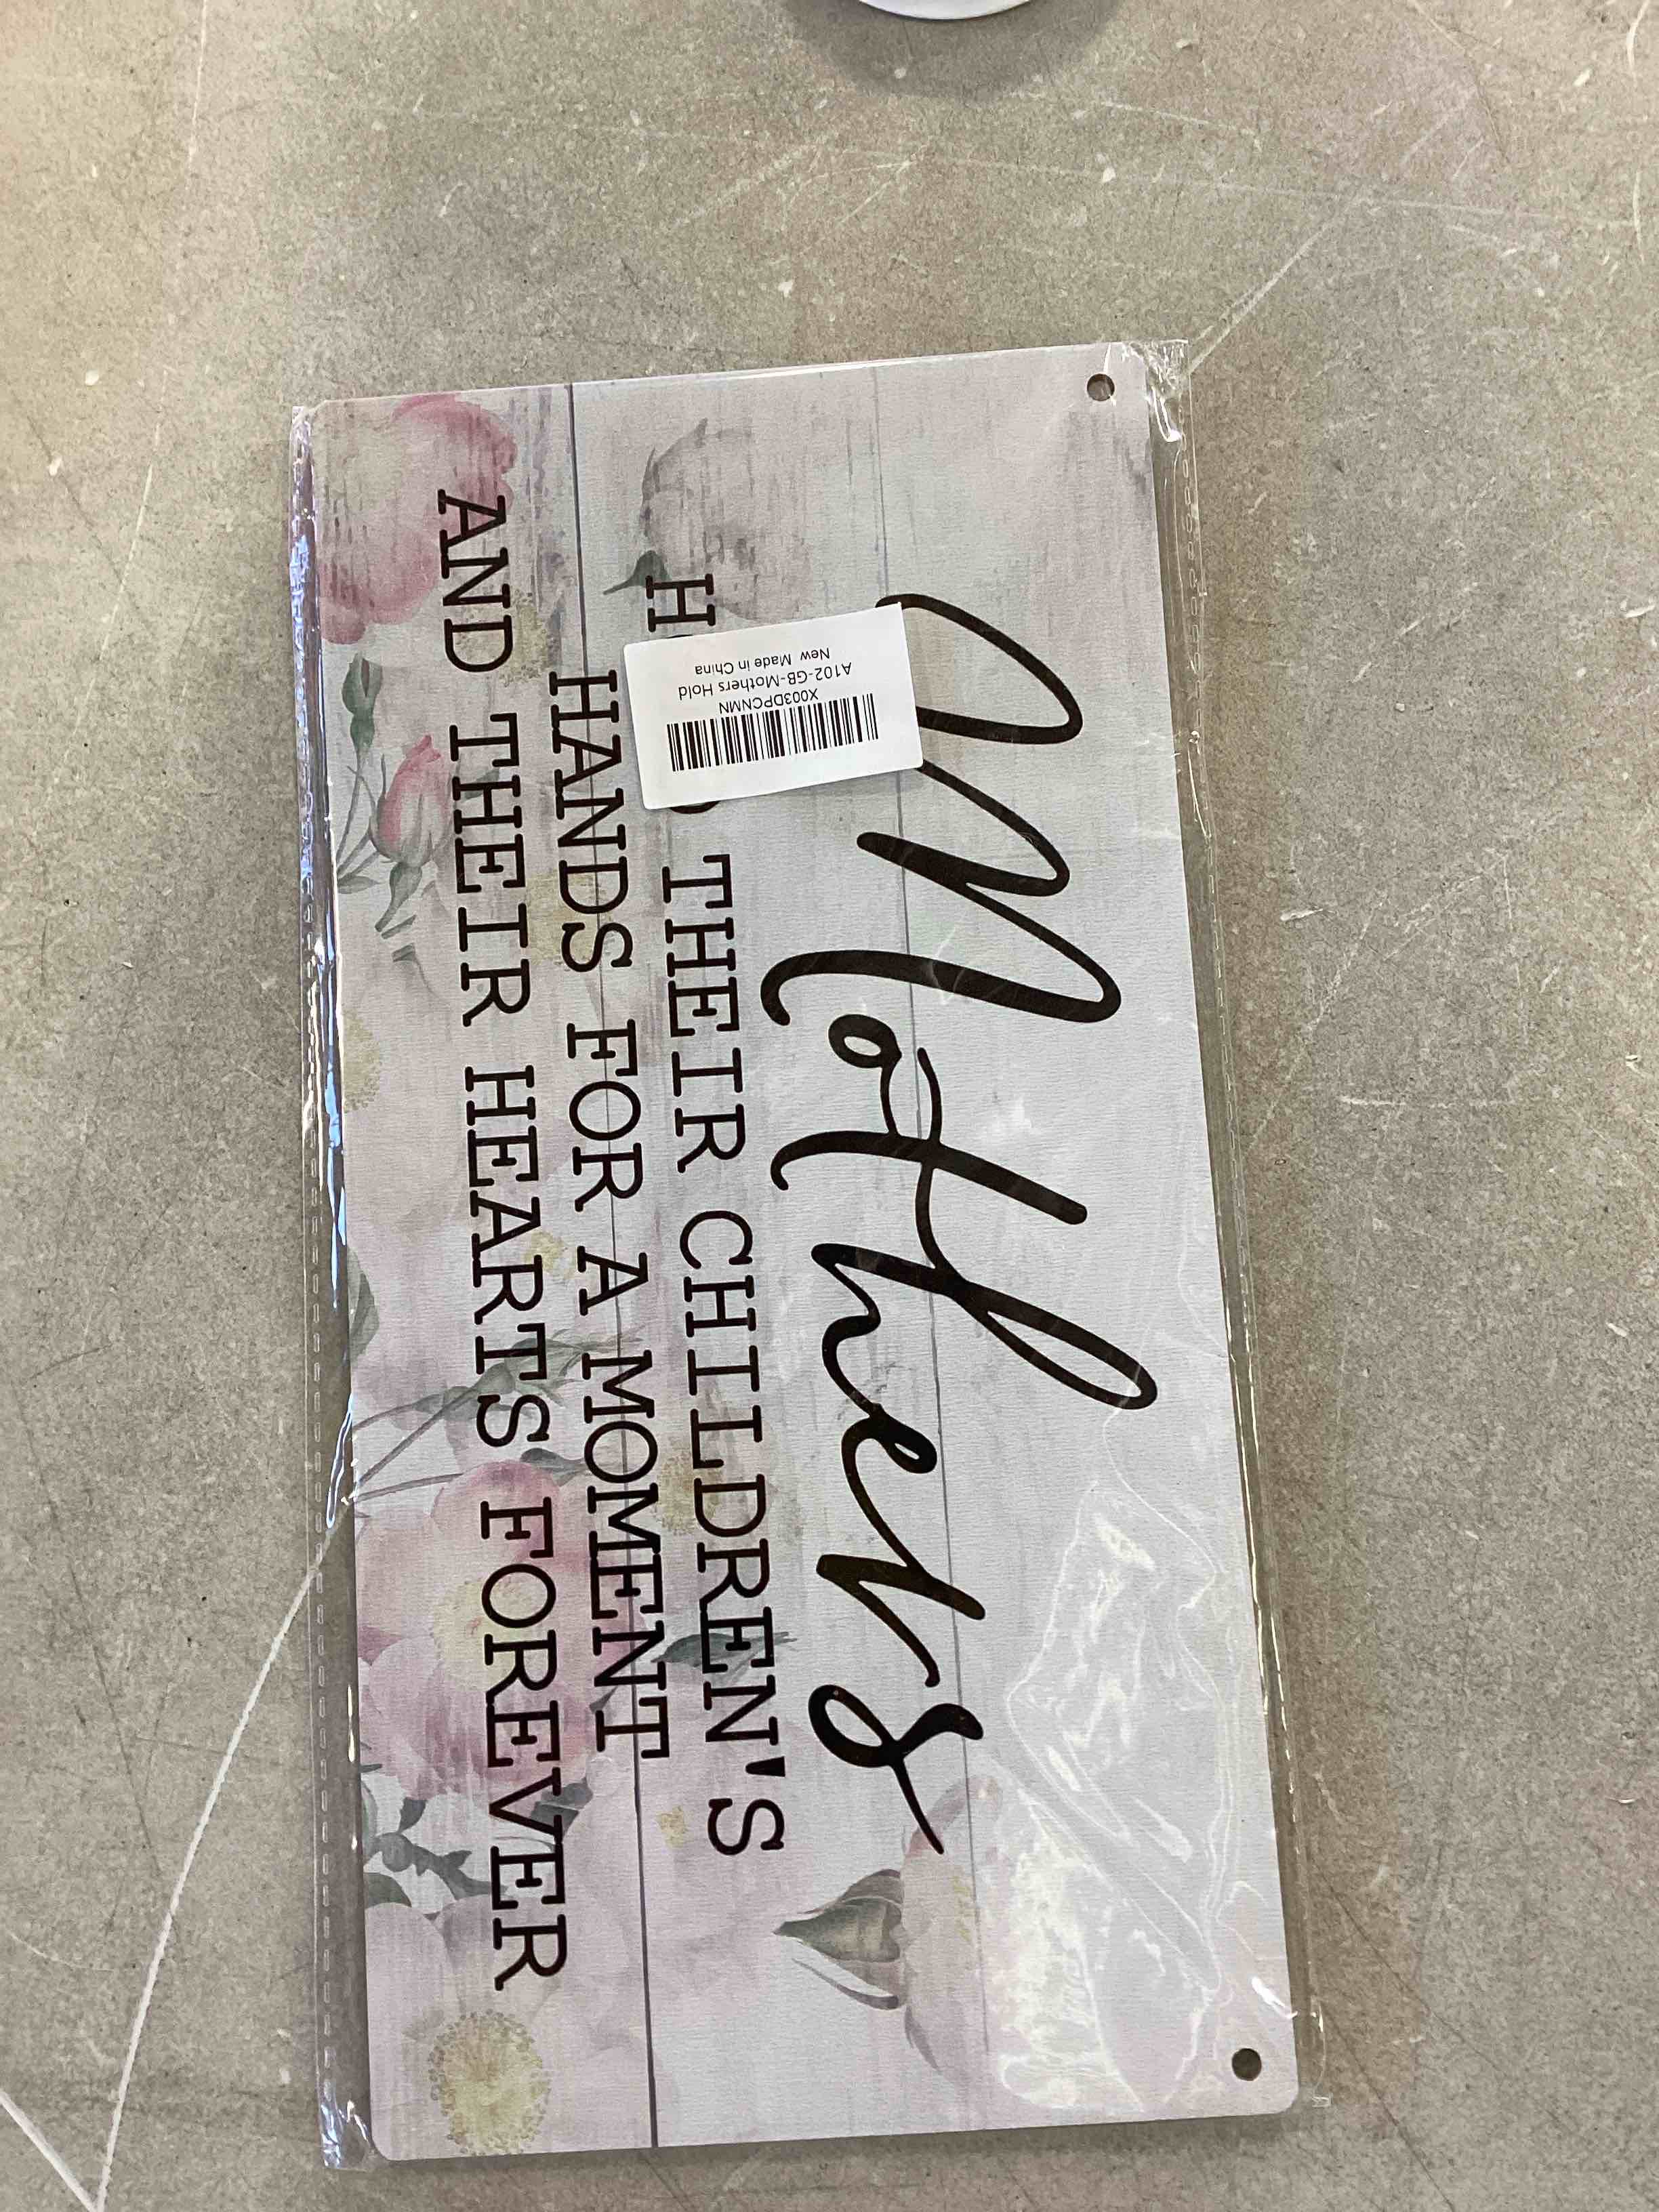 Mothers
THEIR CHILDREN'S
HANDS FOR A MOMENT
AND THEIR HEARTS FOREVER
X003DPCNMN
A102-GB-Mothers Hold
New Made in China